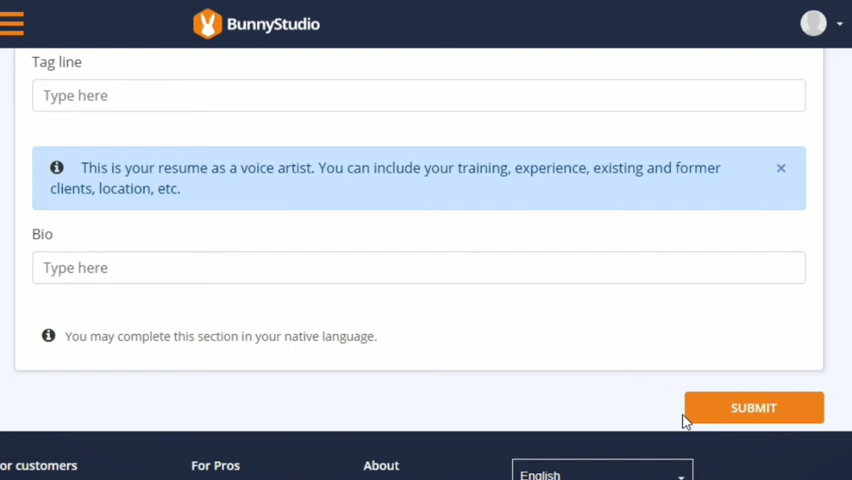 BunnyStudio
Tag line
Type here
This is your resume as a voice artist. You can include your training, experience, existing and former
clients, location, etc.
Bio
Type here
You may complete this section in your native language.
SUBMIT
or customers
For Pros
About
English